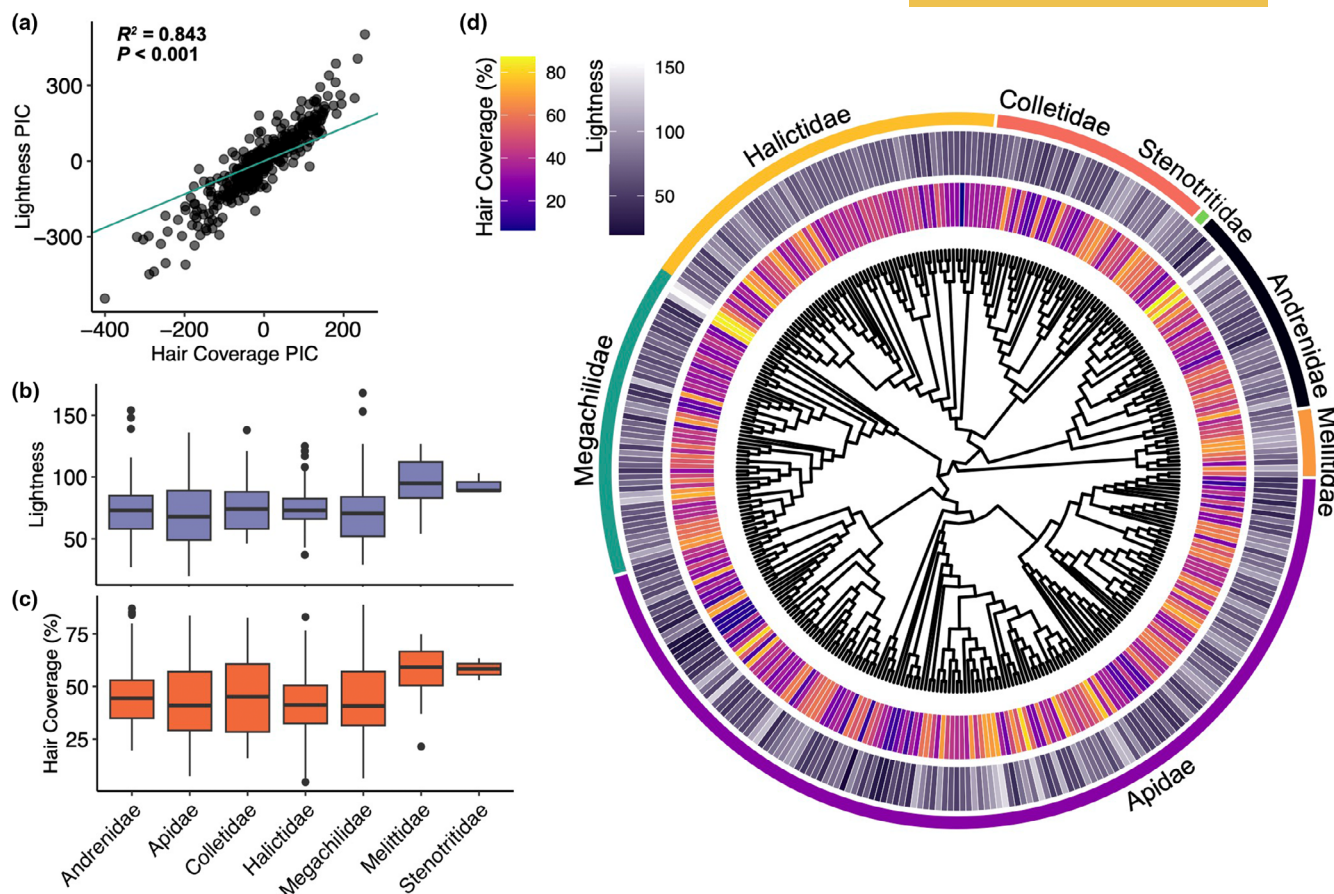 (a)
R² = 0.843
P < 0.001
300
0
−300
Lightness PIC
−400
−200
0
200
Hair Coverage PIC
(b)
150
100
50
Lightness
(c)
75
50
25
Hair Coverage (%)
Andrenidae
Apidae
Colletidae
Halictidae
Megachilidae
Melittidae
Stenotritidae
(d)
Hair Coverage (%)
80
60
40
20
Lightness
150
100
50
Halictidae
Colletidae
Stenotritidae
Andrenidae
Melittidae
Apidae
Megachilidae